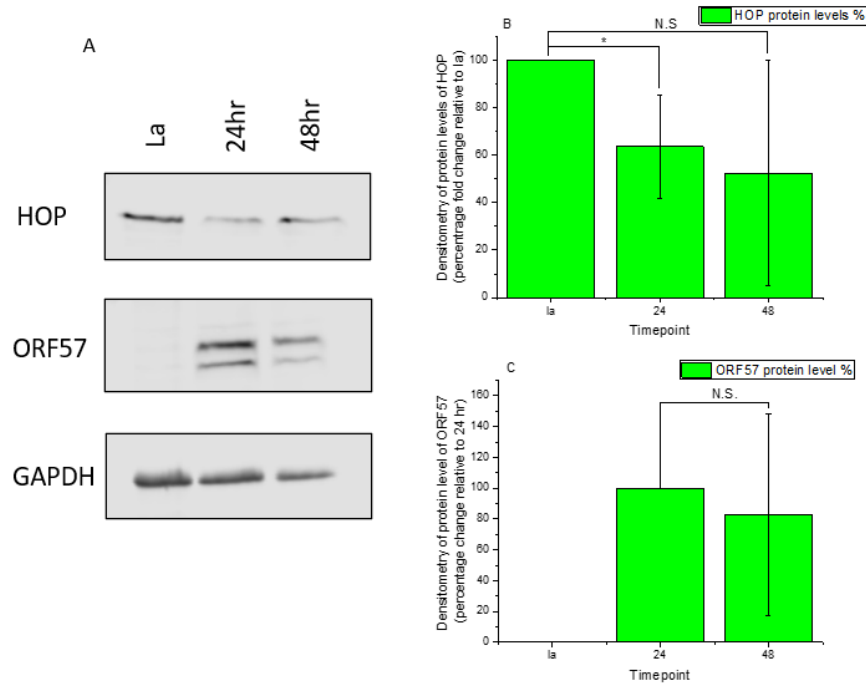 A
La
24hr
48hr
HOP
ORF57
GAPDH
B
HOP protein levels %
N.S
*
Densitometry of protein levels of HOP
(percentage fold change relative to la)
100
80
60
40
20
0
la
24
48
Timepoint
C
ORF57 protein level %
N.S.
Densitometry of protein level of ORF57
(percentage change relative to 24 hr)
160
140
120
100
80
60
40
20
0
la
24
48
Timepoint